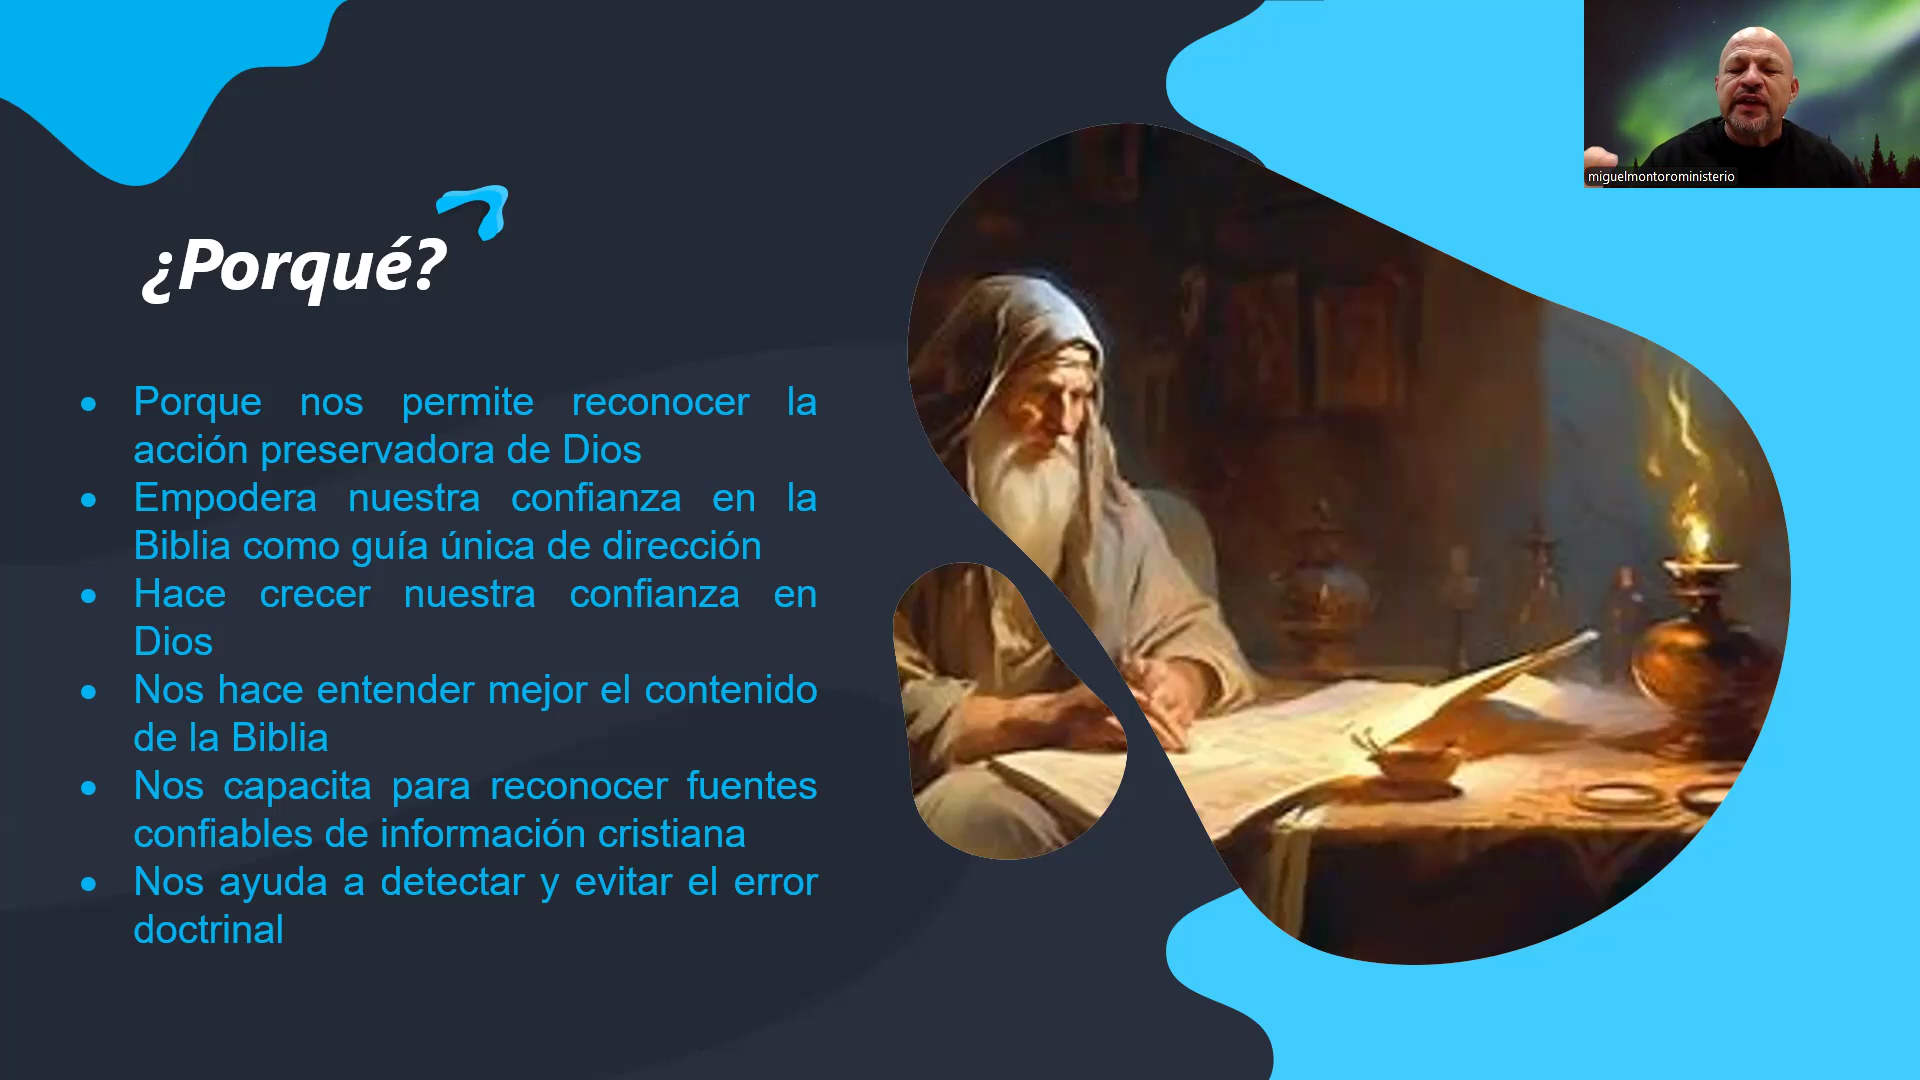 miguelmontoroministerio
¿Porqué?
• Porque nos permite reconocer la
acción preservadora de Dios
• Empodera nuestra confianza en la
Biblia como guía única de dirección
• Hace crecer nuestra confianza en
Dios
• Nos hace entender mejor el contenido
de la Biblia
• Nos capacita para reconocer fuentes
confiables de información cristiana
• Nos ayuda a detectar y evitar el error
doctrinal